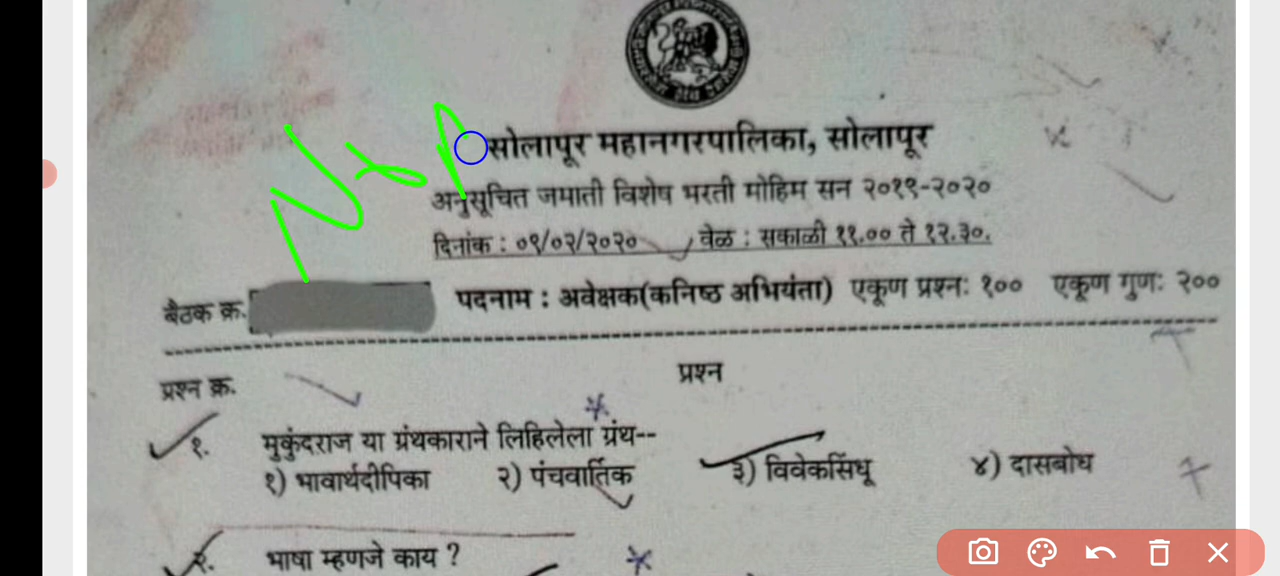 सोलापूर महानगरपालिका, सोलापूर
अनुसूचित जमाती विशेष भरती मोहिम सन २०१९-२०२०
दिनांक : ०९/०२/२०२० वेळ : सकाळी ११.०० ते १२.३०.
बैठक क्र. पदनाम : अवेक्षक(कनिष्ठ अभियंता) एकूण प्रश्न: १०० एकूण गुण: २००
प्रश्न क्र. प्रश्न
१. मुकुंदराज या ग्रंथकाराने लिहिलेला ग्रंथ--
१) भावार्थदीपिका २) पंचवार्तिक ३) विवेकसिंधू ४) दासबोध
२. भाषा म्हणजे काय ?